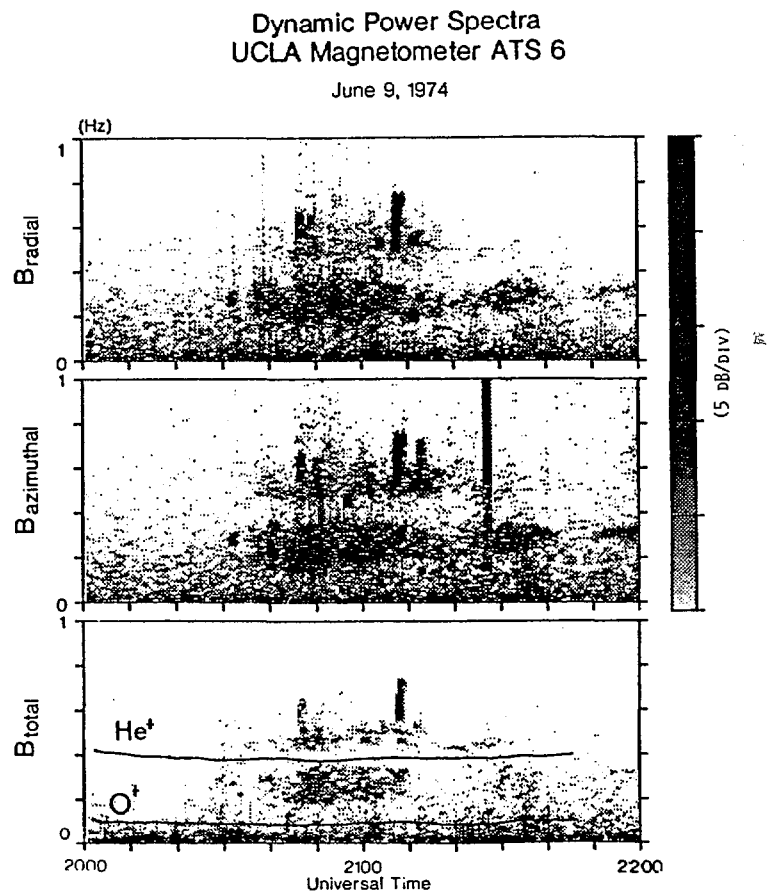 Dynamic Power Spectra
UCLA Magnetometer ATS 6
June 9, 1974
(Hz)
1
Bradial
0
1
Bazimuthal
0
1
Btotal
He+
O+
0
2000
2100
2200
Universal Time
(5 DB/DIV)